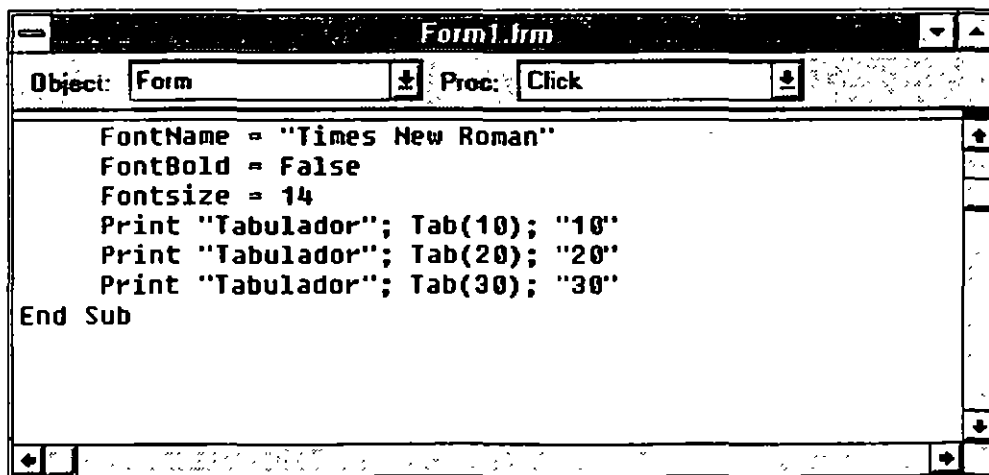 Form1.frm
Object: Form Proc: Click
FontName = "Times New Roman"
FontBold = False
Fontsize = 14
Print "Tabulador"; Tab(10); "10"
Print "Tabulador"; Tab(20); "20"
Print "Tabulador"; Tab(30); "30"
End Sub